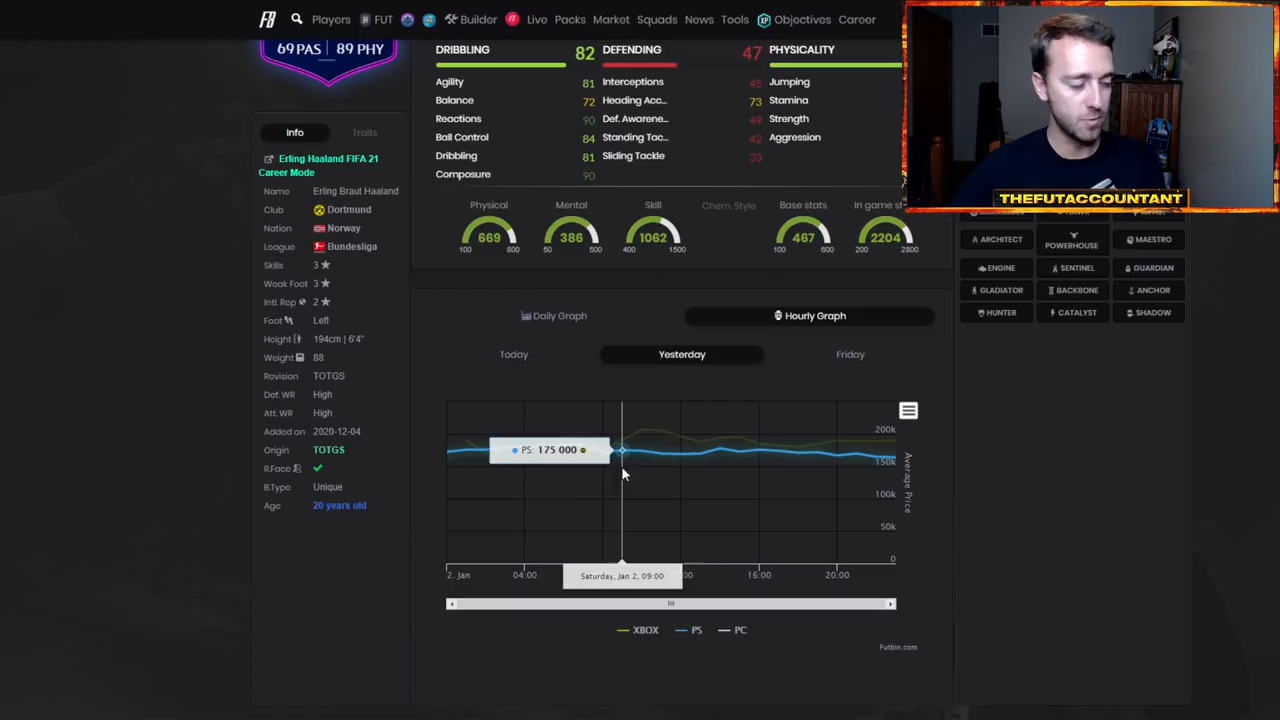 F8 Players FUT Builder Live Packs Market Squads News Tools XP Objectives Career
69 PAS 89 PHY
DRIBBLING 82 DEFENDING 47 PHYSICALITY
Agility 81 Interceptions 45 Jumping
Balance 72 Heading Acc... 73 Stamina
Reactions 90 Def. Awarene... 49 Strength
Ball Control 84 Standing Tac... 42 Aggression
Dribbling 81 Sliding Tackle 33
Composure 90
THEFUTACCOUNTANT
Info Traits
Erling Haaland FIFA 21
Career Mode
Name Erling Braut Haaland
Club Dortmund
Nation Norway
League Bundesliga
Skills 3
Weak Foot 3
Intl. Rep 2
Foot Left
Height 194cm | 6'4"
Weight 88
Revision TOTGS
Def. WR High
Att. WR High
Added on 2020-12-04
Origin TOTGS
R.Face
B.Type Unique
Age 20 years old
Physical Mental Skill Chem. Style Base stats In game st
669 386 1062 467 2204
100 800 50 500 40 1500 100 600 200 2800
ARCHITECT POWERHOUSE MAESTRO
ENGINE SENTINEL GUARDIAN
GLADIATOR BACKBONE ANCHOR
HUNTER CATALYST SHADOW
Daily Graph Hourly Graph
Today Yesterday Friday
PS: 175 000
200k
150k
100k
50k
0
Average Price
2. Jan 04:00 :00 16:00 20:00
Saturday, Jan 2, 09:00
XBOX PS PC
Futbin.com